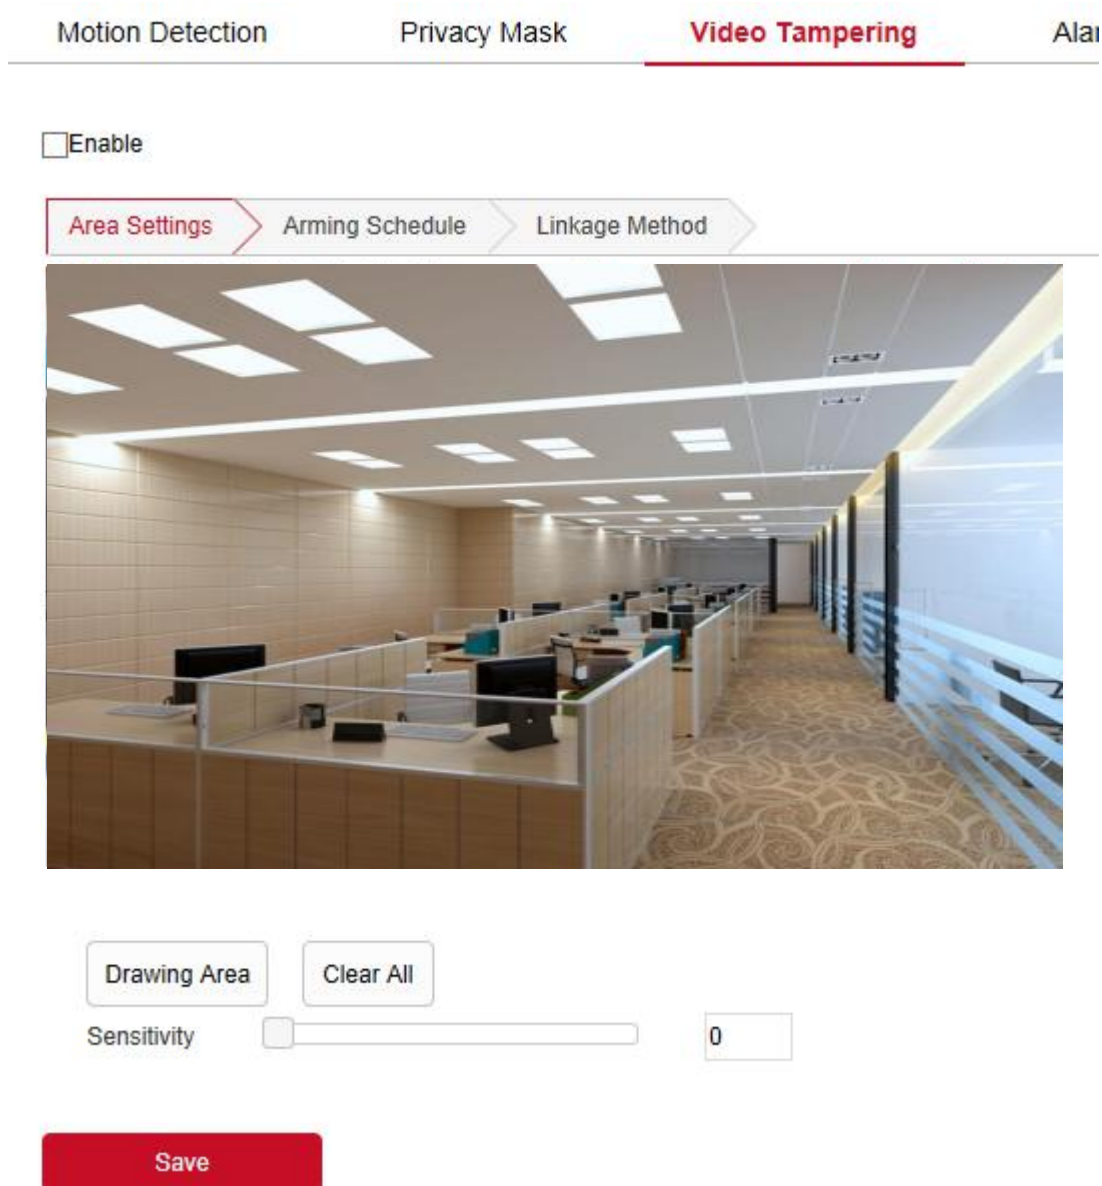 Motion Detection Privacy Mask Video Tampering
Enable
Area Settings Arming Schedule Linkage Method
Drawing Area Clear All
Sensitivity 0
Save